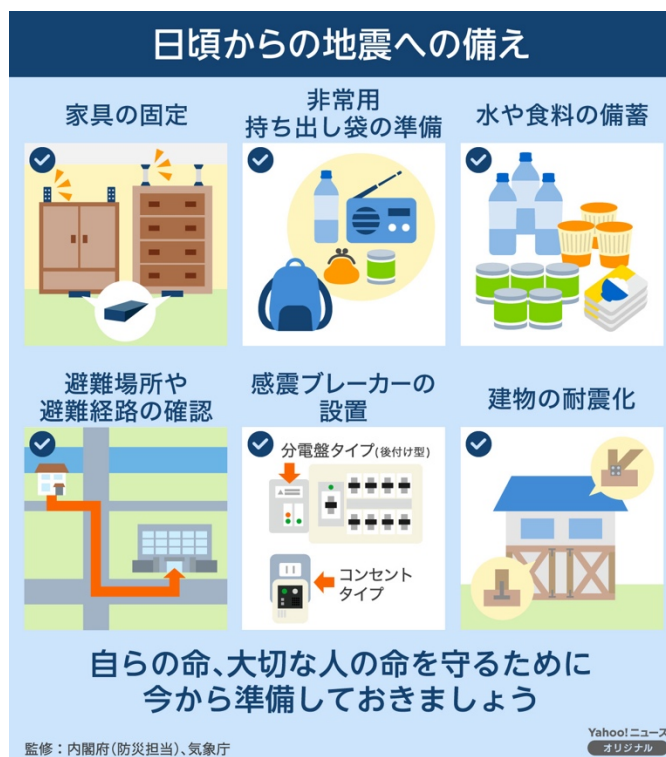 日頃からの地震への備え
家具の固定
非常用
持ち出し袋の準備
水や食料の備蓄
避難場所や
避難経路の確認
感震ブレーカーの
設置
分電盤タイプ(後付け型)
コンセント
タイプ
建物の耐震化
自らの命、大切な人の命を守るために
今から準備しておきましょう
監修：内閣府(防災担当)、気象庁
Yahoo!ニュース
オリジナル